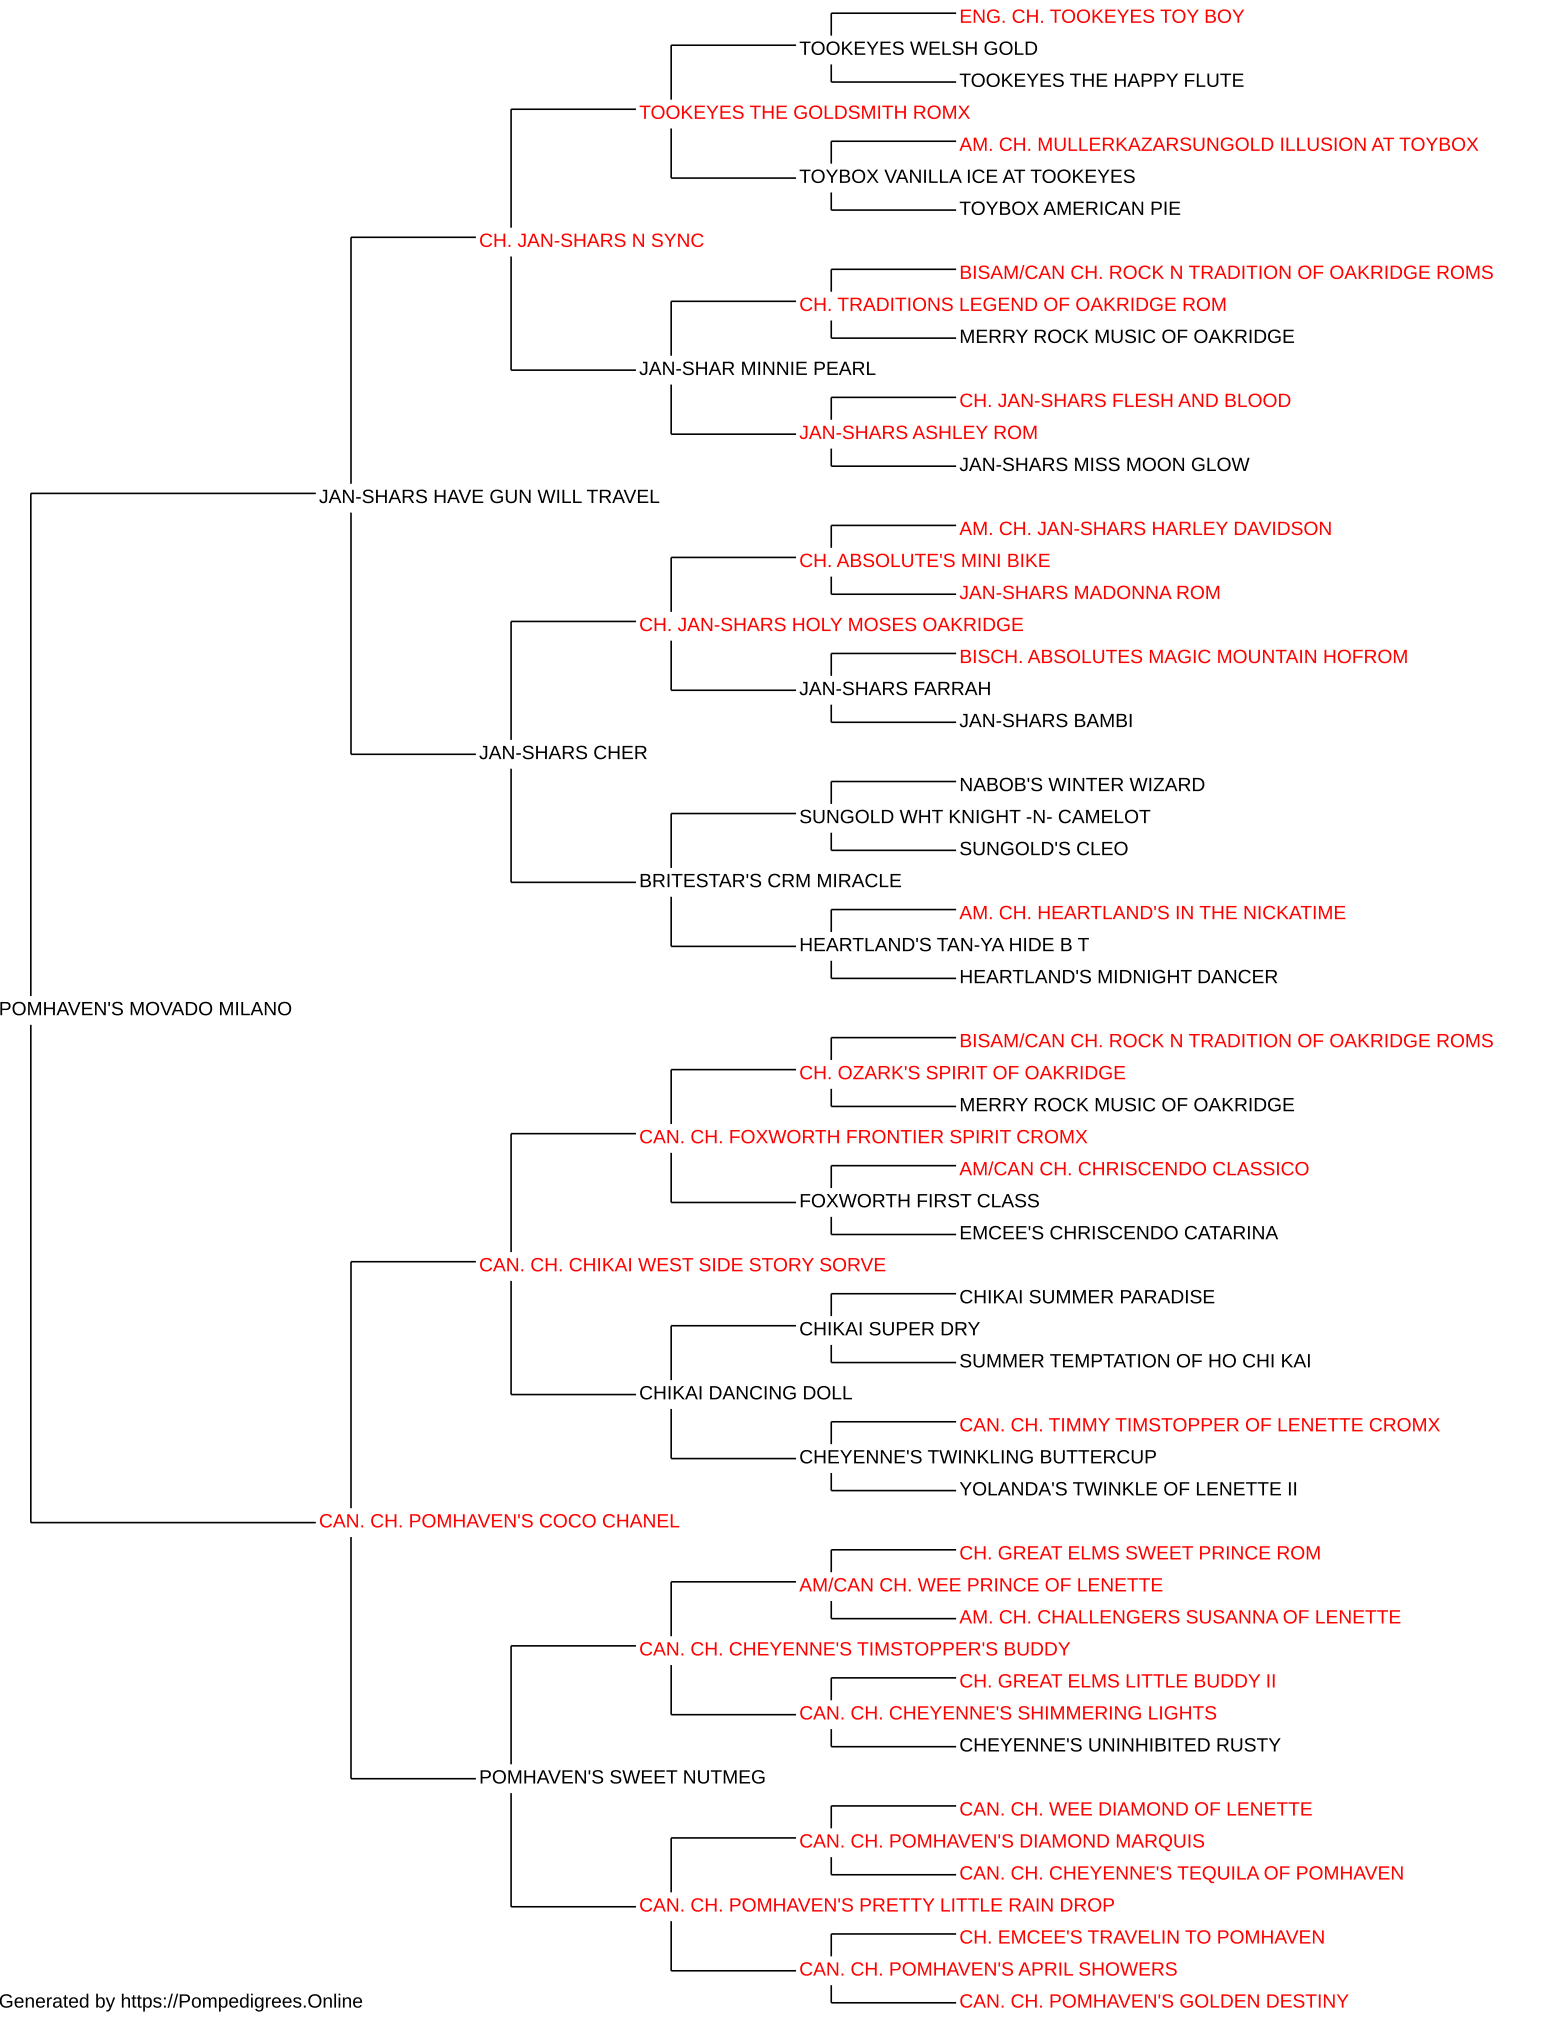 ENG. CH. TOOKEYES TOY BOY
TOOKEYES WELSH GOLD
TOOKEYES THE HAPPY FLUTE
TOOKEYES THE GOLDSMITH ROMX
AM. CH. MULLERKAZARSUNGOLD ILLUSION AT TOYBOX
TOYBOX VANILLA ICE AT TOOKEYES
TOYBOX AMERICAN PIE
CH. JAN-SHARS N SYNC
BISAM/CAN CH. ROCK N TRADITION OF OAKRIDGE ROMS
CH. TRADITIONS LEGEND OF OAKRIDGE ROM
MERRY ROCK MUSIC OF OAKRIDGE
JAN-SHAR MINNIE PEARL
CH. JAN-SHARS FLESH AND BLOOD
JAN-SHARS ASHLEY ROM
JAN-SHARS MISS MOON GLOW
JAN-SHARS HAVE GUN WILL TRAVEL
AM. CH. JAN-SHARS HARLEY DAVIDSON
CH. ABSOLUTE'S MINI BIKE
JAN-SHARS MADONNA ROM
CH. JAN-SHARS HOLY MOSES OAKRIDGE
BISCH. ABSOLUTES MAGIC MOUNTAIN HOFROM
JAN-SHARS FARRAH
JAN-SHARS BAMBI
JAN-SHARS CHER
NABOB'S WINTER WIZARD
SUNGOLD WHT KNIGHT -N- CAMELOT
SUNGOLD'S CLEO
BRITESTAR'S CRM MIRACLE
AM. CH. HEARTLAND'S IN THE NICKATIME
HEARTLAND'S TAN-YA HIDE B T
HEARTLAND'S MIDNIGHT DANCER
POMHAVEN'S MOVADO MILANO
BISAM/CAN CH. ROCK N TRADITION OF OAKRIDGE ROMS
CH. OZARK'S SPIRIT OF OAKRIDGE
MERRY ROCK MUSIC OF OAKRIDGE
CAN. CH. FOXWORTH FRONTIER SPIRIT CROMX
AM/CAN CH. CHRISCENDO CLASSICO
FOXWORTH FIRST CLASS
EMCEE'S CHRISCENDO CATARINA
CAN. CH. CHIKAI WEST SIDE STORY SORVE
CHIKAI SUMMER PARADISE
CHIKAI SUPER DRY
SUMMER TEMPTATION OF HO CHI KAI
CHIKAI DANCING DOLL
CAN. CH. TIMMY TIMSTOPPER OF LENETTE CROMX
CHEYENNE'S TWINKLING BUTTERCUP
YOLANDA'S TWINKLE OF LENETTE II
CAN. CH. POMHAVEN'S COCO CHANEL
CH. GREAT ELMS SWEET PRINCE ROM
AM/CAN CH. WEE PRINCE OF LENETTE
AM. CH. CHALLENGERS SUSANNA OF LENETTE
CAN. CH. CHEYENNE'S TIMSTOPPER'S BUDDY
CH. GREAT ELMS LITTLE BUDDY II
CAN. CH. CHEYENNE'S SHIMMERING LIGHTS
CHEYENNE'S UNINHIBITED RUSTY
POMHAVEN'S SWEET NUTMEG
CAN. CH. WEE DIAMOND OF LENETTE
CAN. CH. POMHAVEN'S DIAMOND MARQUIS
CAN. CH. CHEYENNE'S TEQUILA OF POMHAVEN
CAN. CH. POMHAVEN'S PRETTY LITTLE RAIN DROP
CH. EMCEE'S TRAVELIN TO POMHAVEN
CAN. CH. POMHAVEN'S APRIL SHOWERS
CAN. CH. POMHAVEN'S GOLDEN DESTINY
Generated by https://Pompedigrees.Online